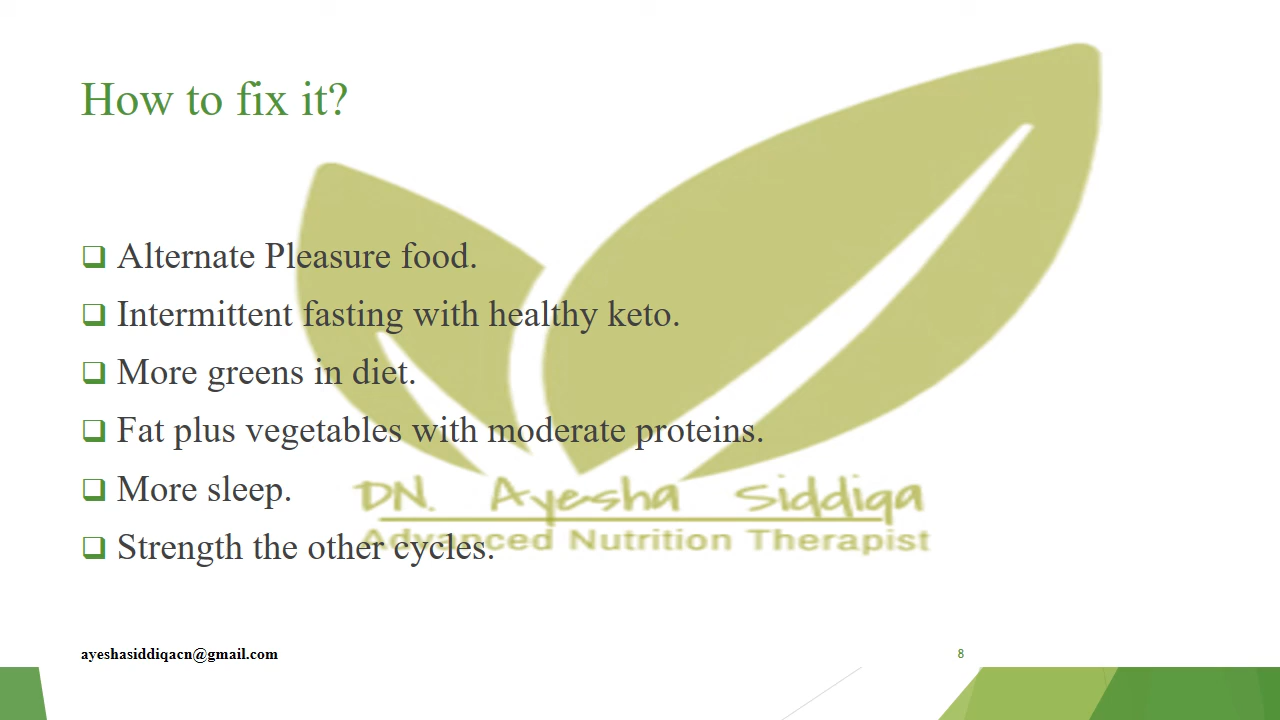 How to fix it?
Alternate Pleasure food.
Intermittent fasting with healthy keto.
More greens in diet.
Fat plus vegetables with moderate proteins.
More sleep.
DN. Ayesha Siddiqa
Advanced Nutrition Therapist
Strength the other cycles.
ayeshasiddiqacn@gmail.com
8